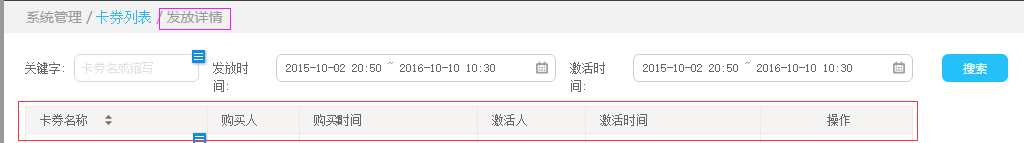 系统管理 / 卡券列表 / 发放详情
关键字: 卡券名或缩写 发放时间: 2015-10-02 20:50 ~ 2016-10-10 10:30 激活时间: 2015-10-02 20:50 ~ 2016-10-10 10:30 搜索
卡券名称 购买人 购买时间 激活人 激活时间 操作